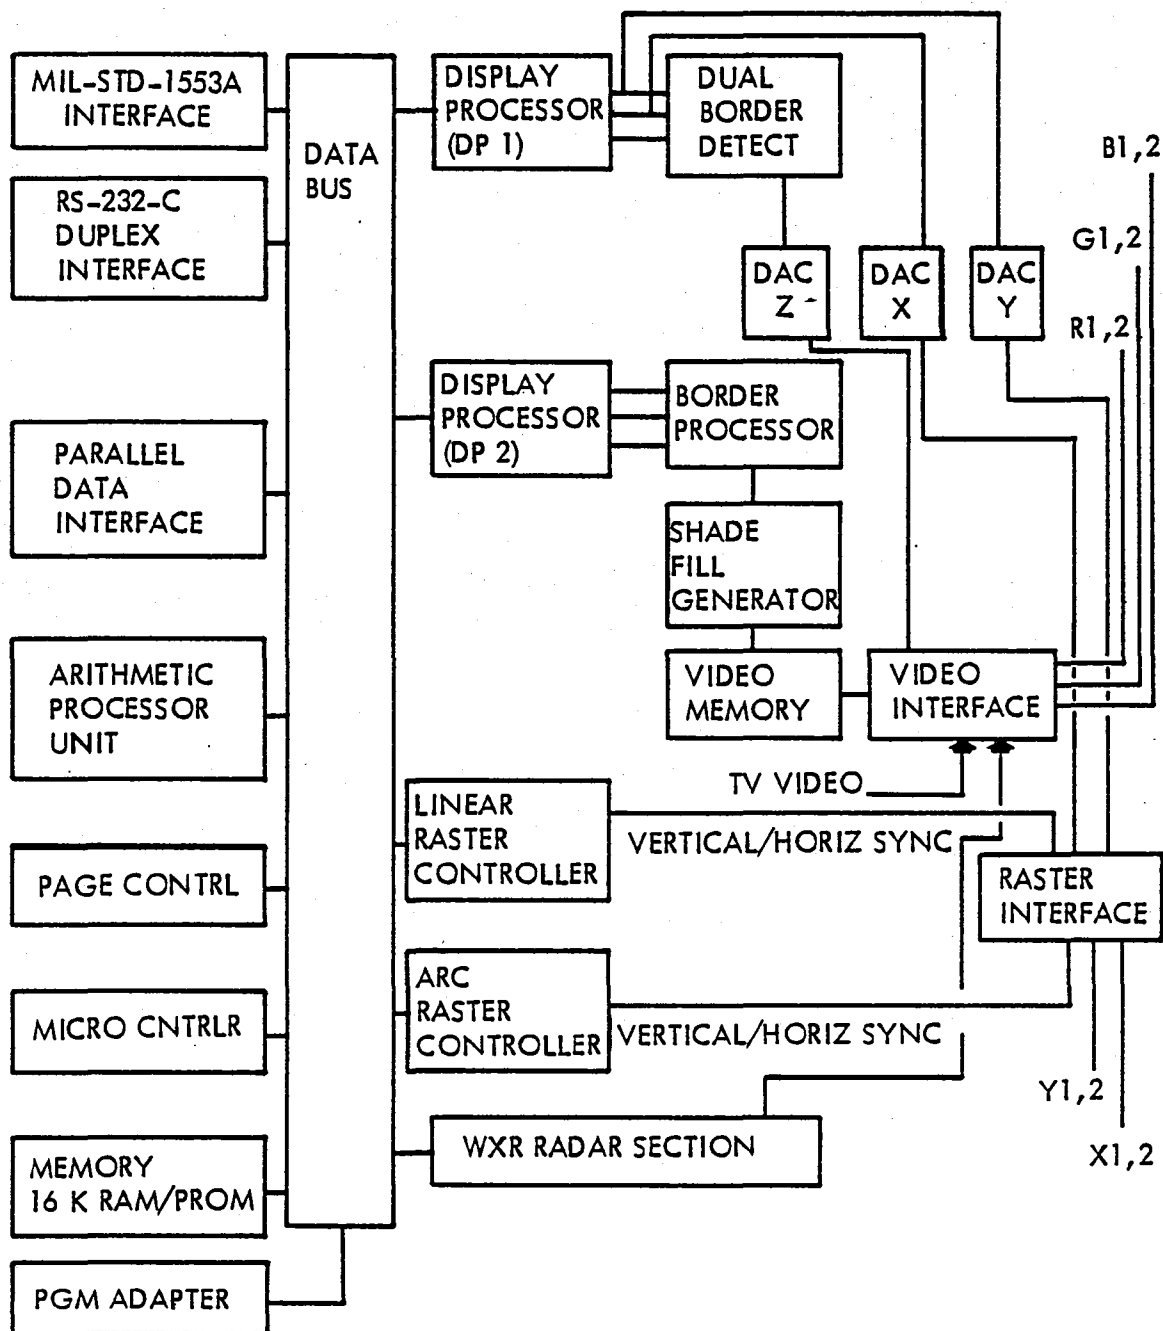 MIL-STD-1553A
INTERFACE
RS-232-C
DUPLEX
INTERFACE
PARALLEL
DATA
INTERFACE
ARITHMETIC
PROCESSOR
UNIT
PAGE CONTRL
MICRO CNTRLR
MEMORY
16 K RAM/PROM
PGM ADAPTER
DATA
BUS
DISPLAY
PROCESSOR
(DP 1)
DUAL
BORDER
DETECT
DAC
Z
DAC
X
DAC
Y
B1,2
G1,2
R1,2
DISPLAY
PROCESSOR
(DP 2)
BORDER
PROCESSOR
SHADE
FILL
GENERATOR
VIDEO
MEMORY
VIDEO
INTERFACE
TV VIDEO
LINEAR
RASTER
CONTROLLER
VERTICAL/HORIZ SYNC
RASTER
INTERFACE
ARC
RASTER
CONTROLLER
VERTICAL/HORIZ SYNC
Y1,2
X1,2
WXR RADAR SECTION